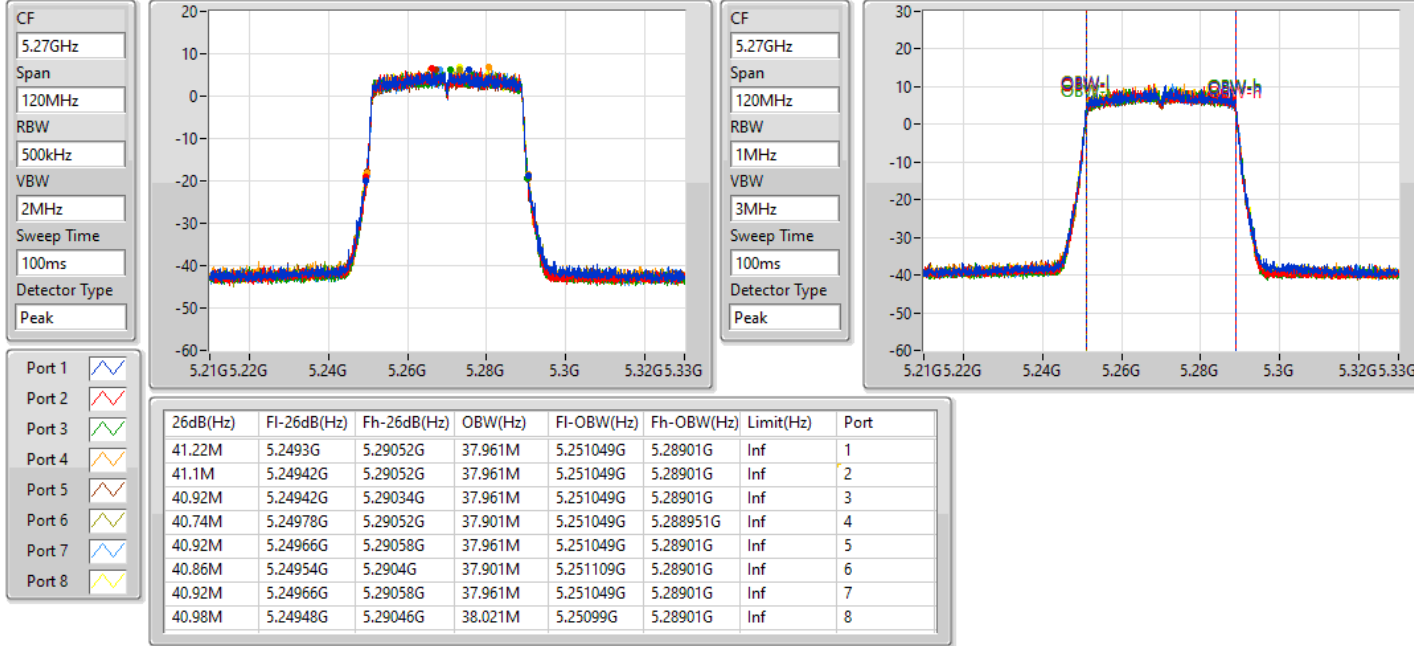 CF
5.27GHz
Span
120MHz
RBW
500kHz
VBW
2MHz
Sweep Time
100ms
Detector Type
Peak
20
10
0
-10
-20
-30
-40
-50
-60
5.21G 5.22G 5.24G 5.26G 5.28G 5.3G 5.32G 5.33G
CF
5.27GHz
Span
120MHz
RBW
1MHz
VBW
3MHz
Sweep Time
100ms
Detector Type
Peak
30
20
10
0
-10
-20
-30
-40
-50
-60
OBW-l OBW-h
5.21G 5.22G 5.24G 5.26G 5.28G 5.3G 5.32G 5.33G
Port 1
Port 2
Port 3
Port 4
Port 5
Port 6
Port 7
Port 8
26dB(Hz) Fl-26dB(Hz) Fh-26dB(Hz) OBW(Hz) Fl-OBW(Hz) Fh-OBW(Hz) Limit(Hz) Port
41.22M 5.2493G 5.29052G 37.961M 5.251049G 5.28901G Inf 1
41.1M 5.24942G 5.29052G 37.961M 5.251049G 5.28901G Inf 2
40.92M 5.24942G 5.29034G 37.961M 5.251049G 5.28901G Inf 3
40.74M 5.24978G 5.29052G 37.901M 5.251049G 5.288951G Inf 4
40.92M 5.24966G 5.29058G 37.961M 5.251049G 5.28901G Inf 5
40.86M 5.24954G 5.2904G 37.901M 5.251109G 5.28901G Inf 6
40.92M 5.24966G 5.29058G 37.961M 5.251049G 5.28901G Inf 7
40.98M 5.24948G 5.29046G 38.021M 5.25099G 5.28901G Inf 8